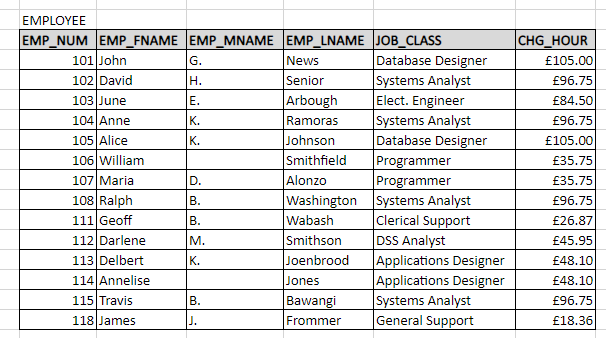 EMPLOYEE
EMP_NUM EMP_FNAME EMP_MNAME EMP_LNAME JOB_CLASS CHG_HOUR
101 John G. News Database Designer £105.00
102 David H. Senior Systems Analyst £96.75
103 June E. Arbough Elect. Engineer £84.50
104 Anne K. Ramoras Systems Analyst £96.75
105 Alice K. Johnson Database Designer £105.00
106 William Smithfield Programmer £35.75
107 Maria D. Alonzo Programmer £35.75
108 Ralph B. Washington Systems Analyst £96.75
111 Geoff B. Wabash Clerical Support £26.87
112 Darlene M. Smithson DSS Analyst £45.95
113 Delbert K. Joenbrood Applications Designer £48.10
114 Annelise Jones Applications Designer £48.10
115 Travis B. Bawangi Systems Analyst £96.75
118 James J. Frommer General Support £18.36